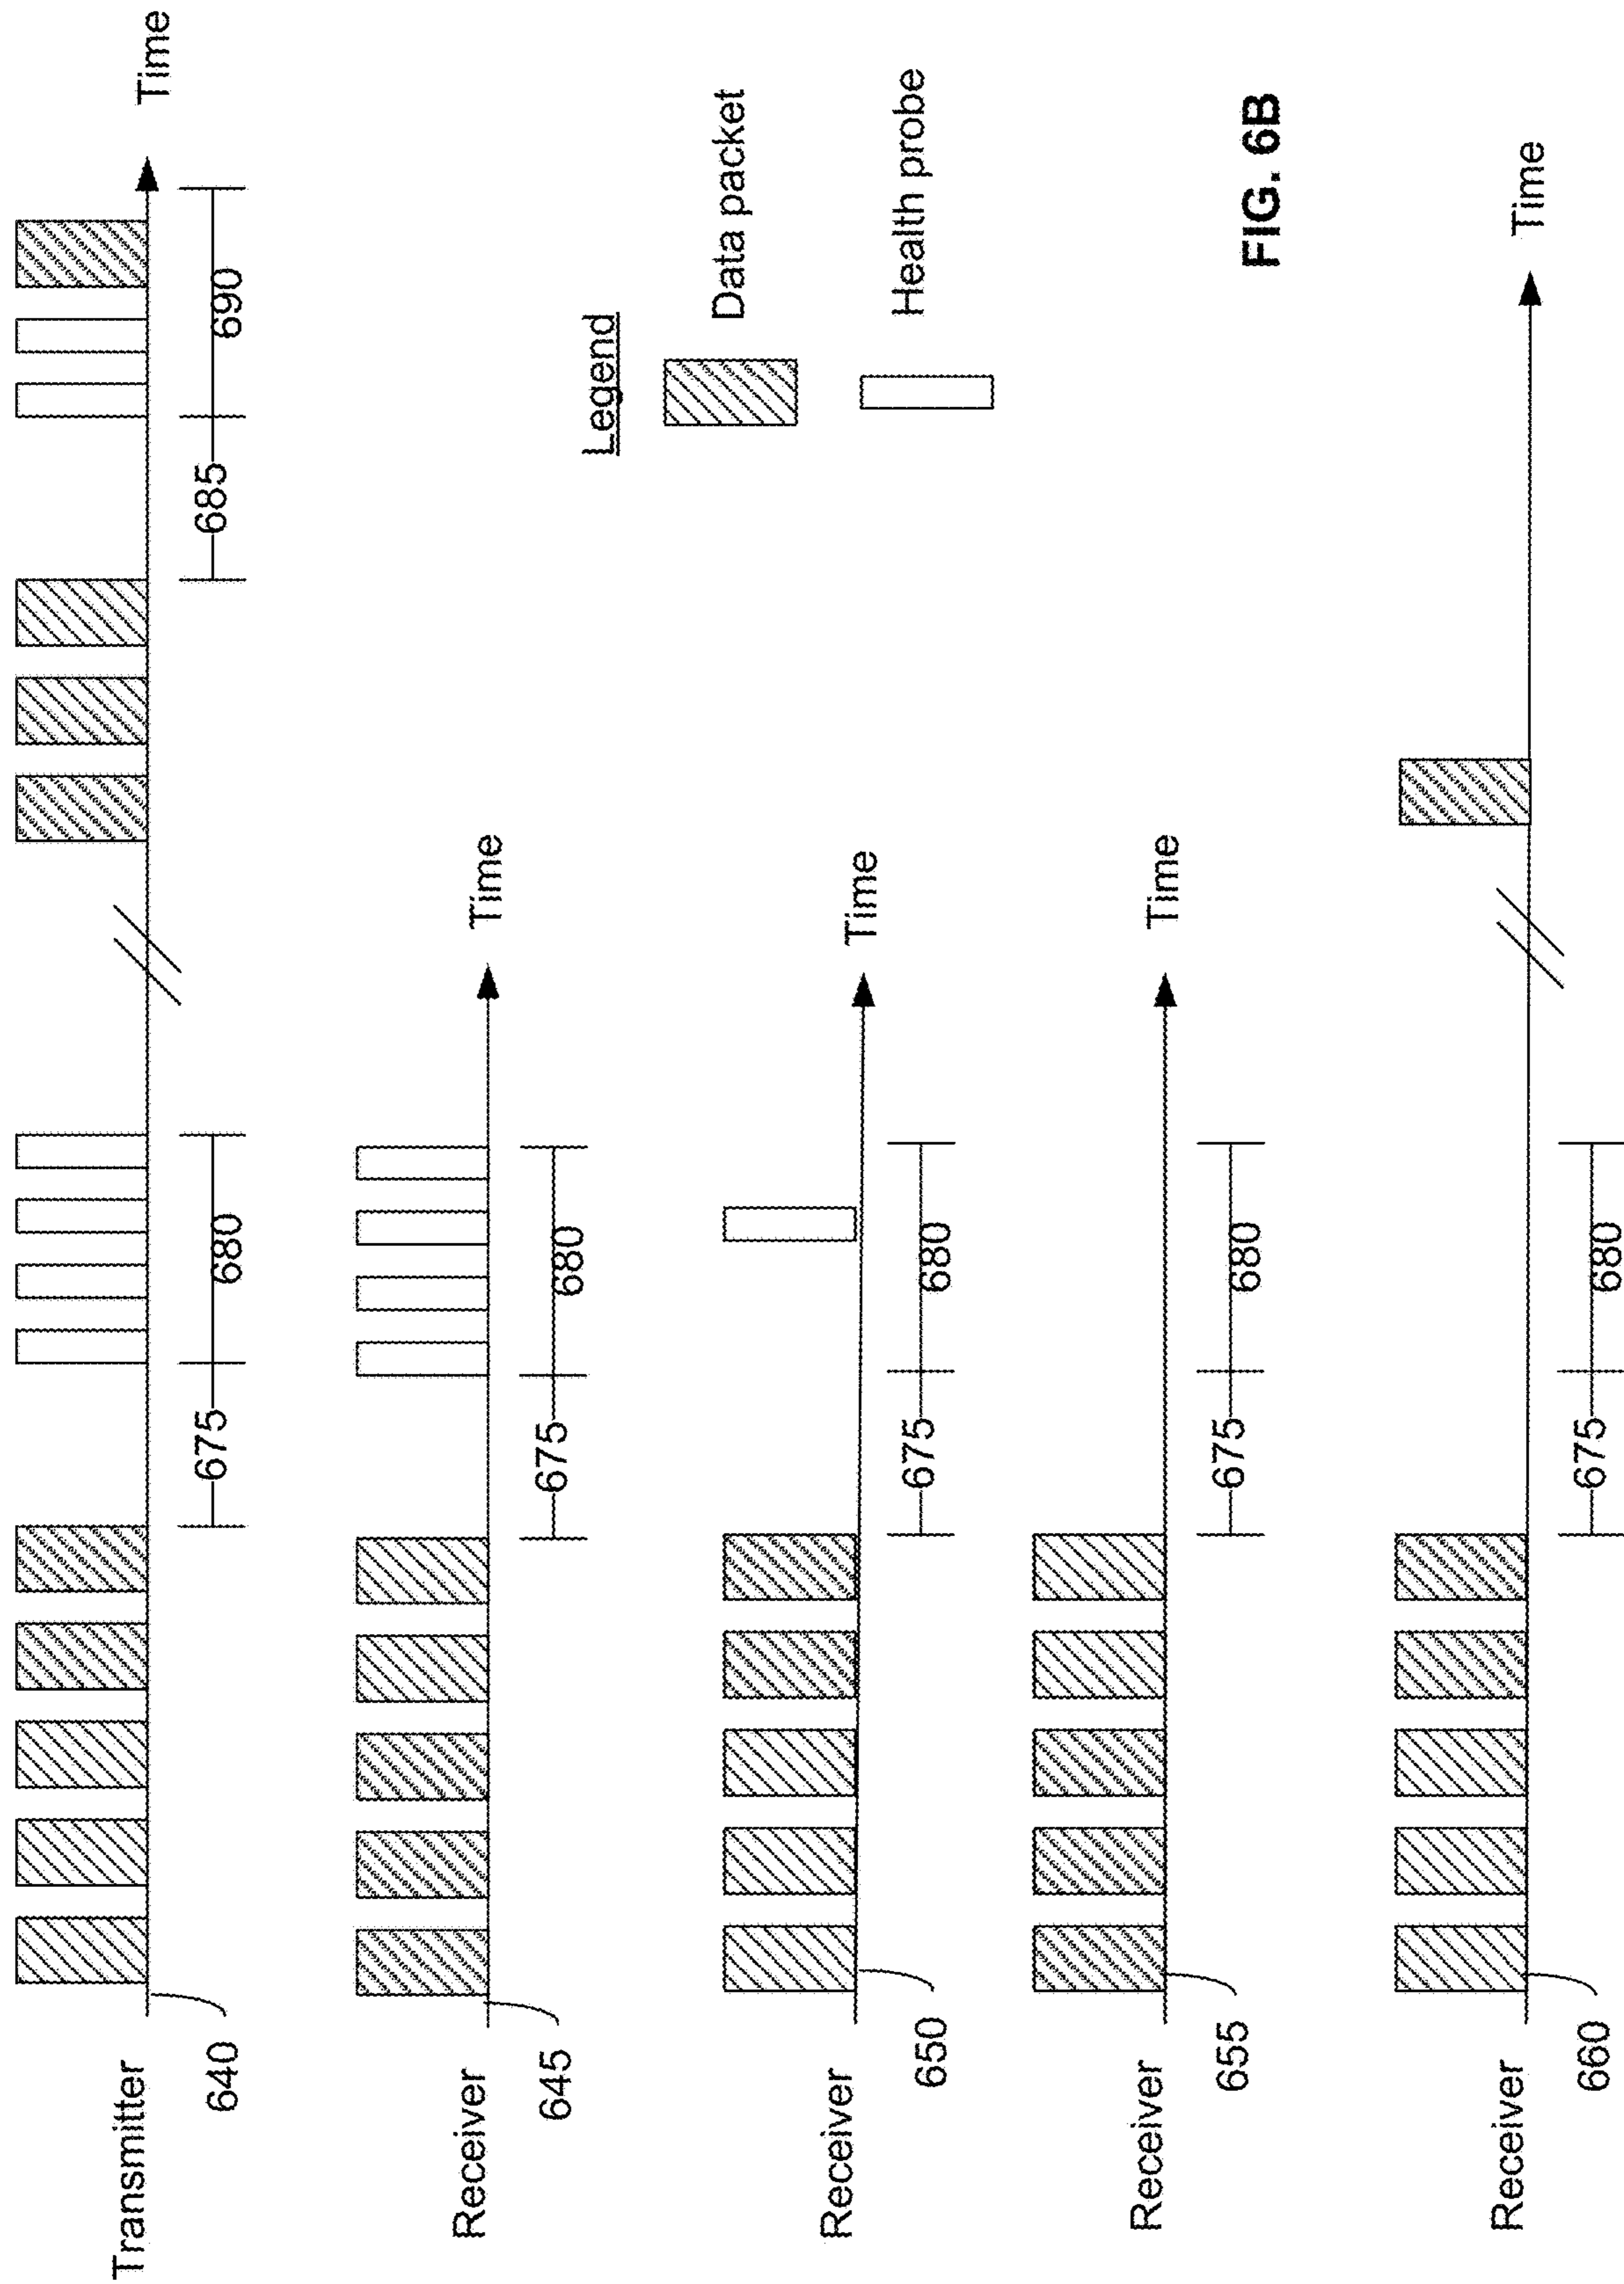 Transmitter
640
675
680
685
690
Time
Receiver
645
675
680
Time
Legend
Data packet
Health probe
Receiver
650
675
680
Time
Receiver
655
675
680
Time
FIG. 6B
Receiver
660
675
680
Time